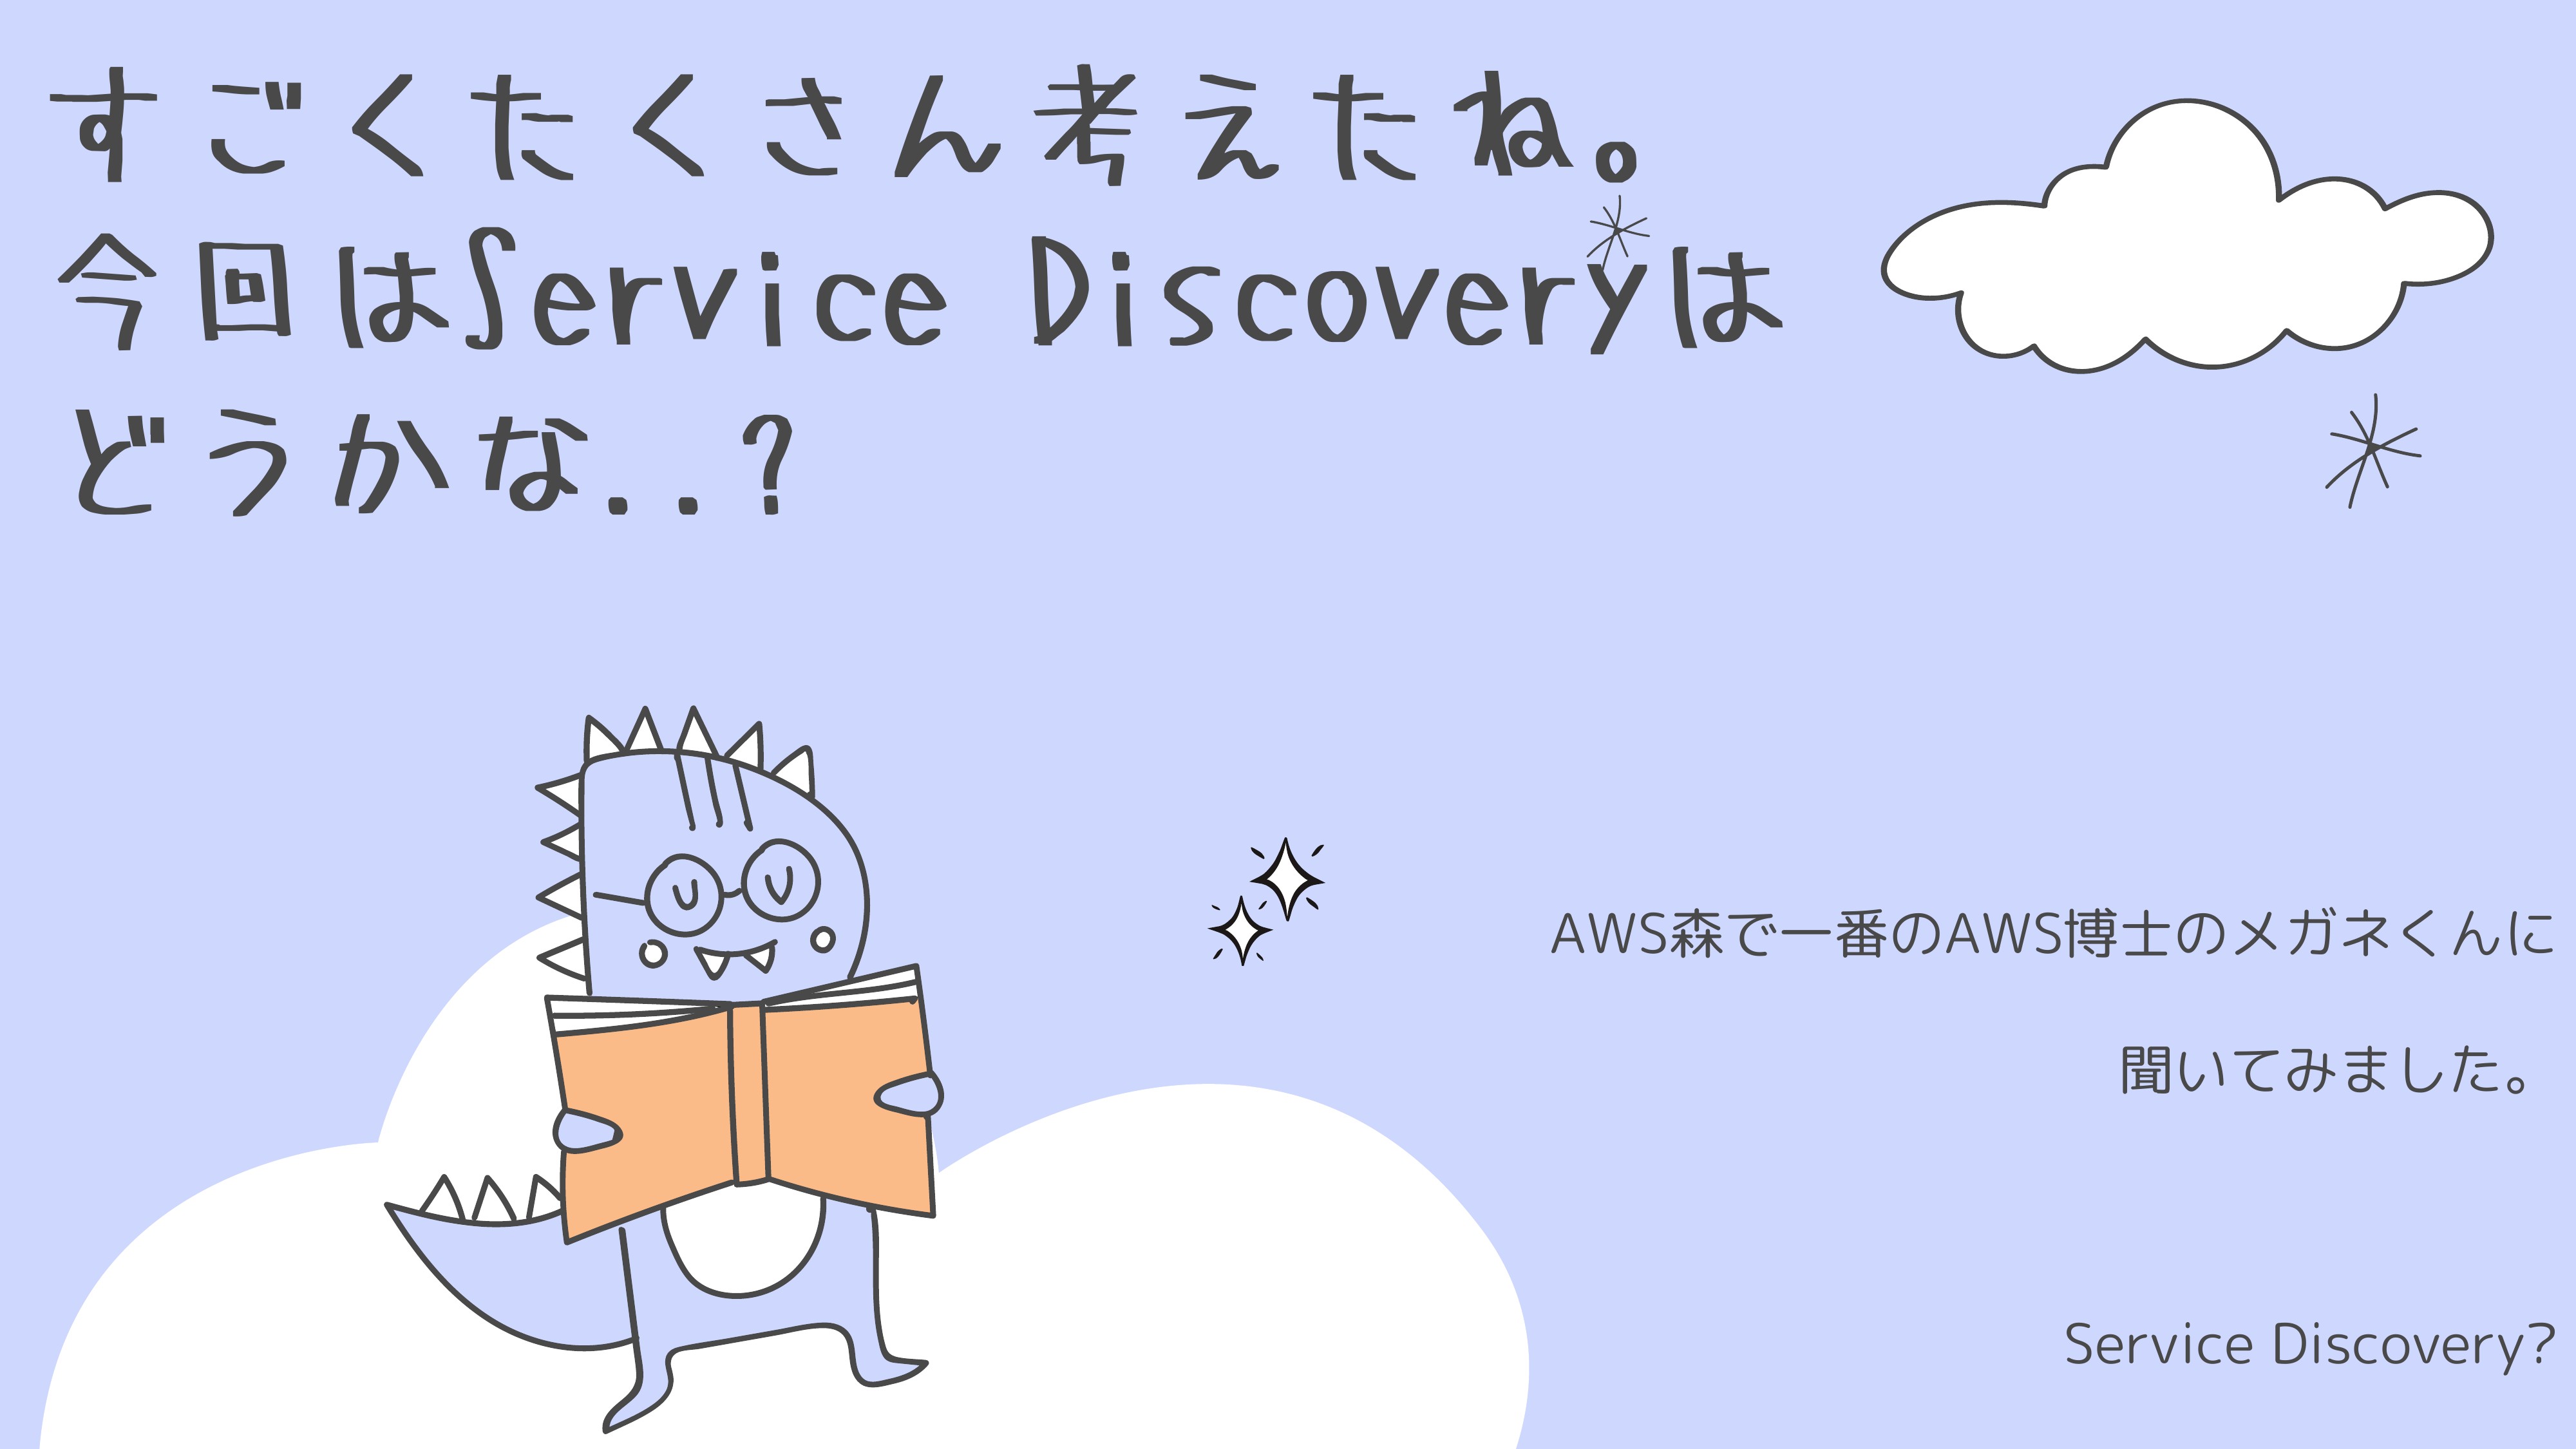 すごくたくさん考えたね。
今回はService Discoveryは
どうかな..?
AWS森で一番のAWS博士のメガネくんに
聞いてみました。
Service Discovery?